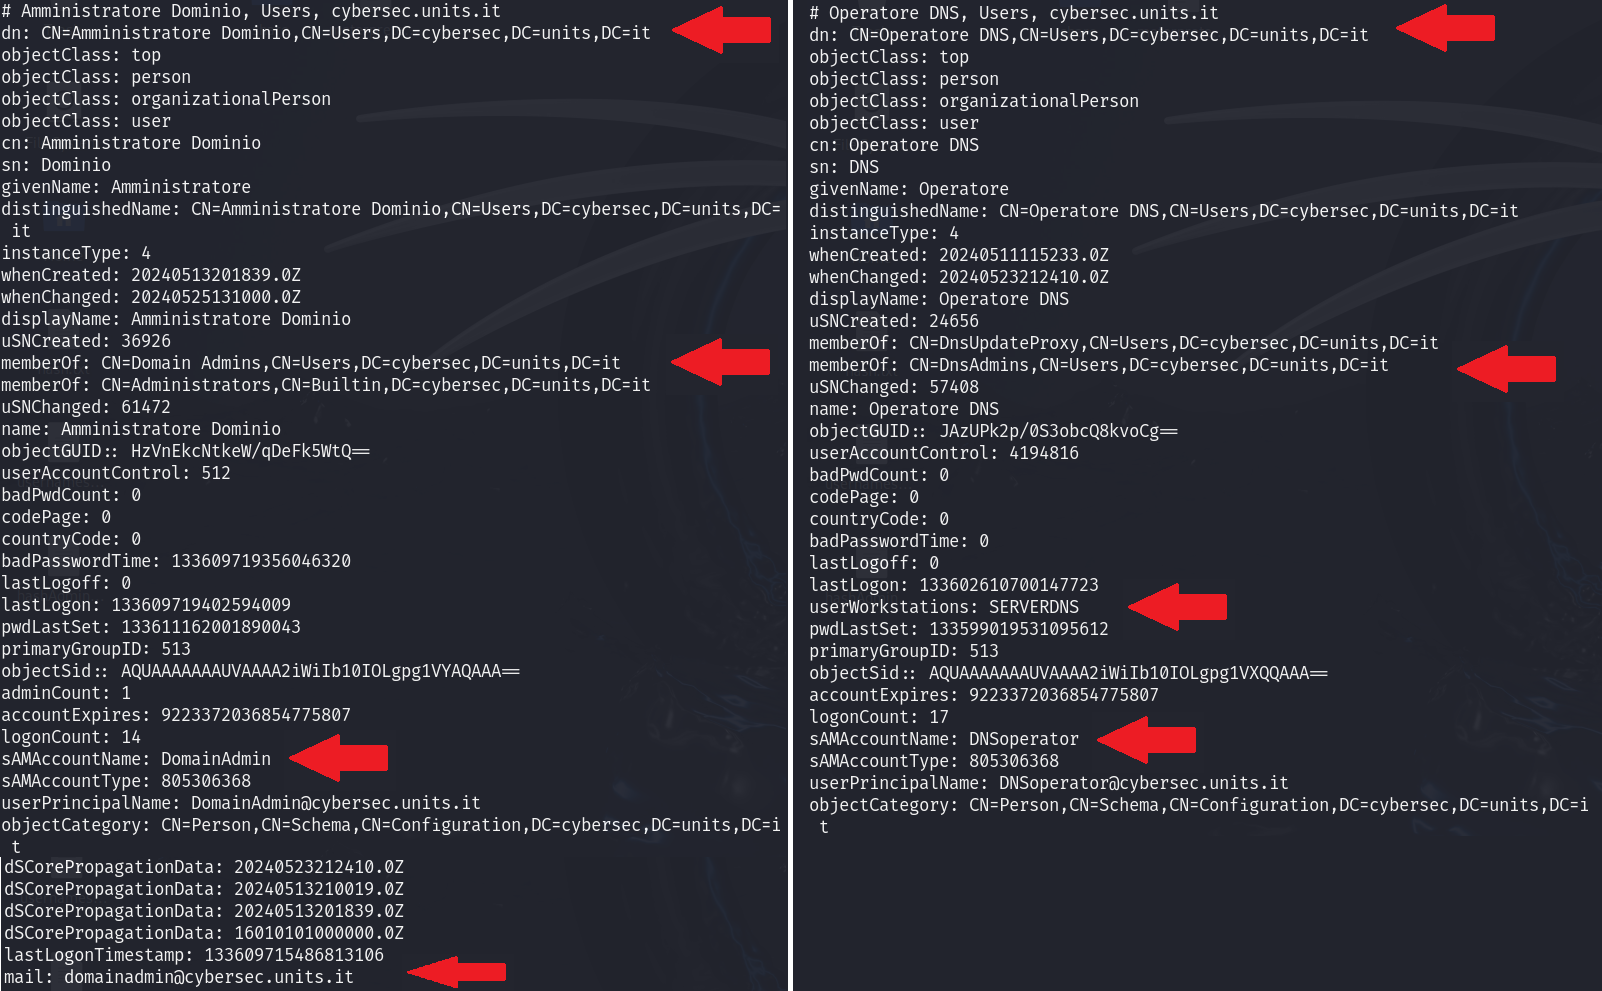 # Amministratore Dominio, Users, cybersec.units.it
dn: CN=Amministratore Dominio,CN=Users,DC=cybersec,DC=units,DC=it
objectClass: top
objectClass: person
objectClass: organizationalPerson
objectClass: user
cn: Amministratore Dominio
sn: Dominio
givenName: Amministratore
distinguishedName: CN=Amministratore Dominio,CN=Users,DC=cybersec,DC=units,DC=
 it
instanceType: 4
whenCreated: 20240513201839.0Z
whenChanged: 20240525131000.0Z
displayName: Amministratore Dominio
uSNCreated: 36926
memberOf: CN=Domain Admins,CN=Users,DC=cybersec,DC=units,DC=it
memberOf: CN=Administrators,CN=Builtin,DC=cybersec,DC=units,DC=it
uSNChanged: 61472
name: Amministratore Dominio
objectGUID:: HzVnEkcNtkeW/qDeFk5WtQ==
userAccountControl: 512
badPwdCount: 0
codePage: 0
countryCode: 0
badPasswordTime: 133609719356046320
lastLogoff: 0
lastLogon: 133609719402594009
pwdLastSet: 133611162001890043
primaryGroupID: 513
objectSid:: AQUAAAAAAAUVAAAA2iWiIb10IOLgpg1VYAQAAA==
adminCount: 1
accountExpires: 9223372036854775807
logonCount: 14
sAMAccountName: DomainAdmin
sAMAccountType: 805306368
userPrincipalName: DomainAdmin@cybersec.units.it
objectCategory: CN=Person,CN=Schema,CN=Configuration,DC=cybersec,DC=units,DC=i
 t
dSCorePropagationData: 20240523212410.0Z
dSCorePropagationData: 20240513210019.0Z
dSCorePropagationData: 20240513201839.0Z
dSCorePropagationData: 16010101000000.0Z
lastLogonTimestamp: 133609715486813106
mail: domainadmin@cybersec.units.it
# Operatore DNS, Users, cybersec.units.it
dn: CN=Operatore DNS,CN=Users,DC=cybersec,DC=units,DC=it
objectClass: top
objectClass: person
objectClass: organizationalPerson
objectClass: user
cn: Operatore DNS
sn: DNS
givenName: Operatore
distinguishedName: CN=Operatore DNS,CN=Users,DC=cybersec,DC=units,DC=it
instanceType: 4
whenCreated: 20240511115233.0Z
whenChanged: 20240523212410.0Z
displayName: Operatore DNS
uSNCreated: 24656
memberOf: CN=DnsUpdateProxy,CN=Users,DC=cybersec,DC=units,DC=it
memberOf: CN=DnsAdmins,CN=Users,DC=cybersec,DC=units,DC=it
uSNChanged: 57408
name: Operatore DNS
objectGUID:: JAzUPk2p/0S3obcQ8kvoCg==
userAccountControl: 4194816
badPwdCount: 0
codePage: 0
countryCode: 0
badPasswordTime: 0
lastLogoff: 0
lastLogon: 133602610700147723
userWorkstations: SERVERDNS
pwdLastSet: 133599019531095612
primaryGroupID: 513
objectSid:: AQUAAAAAAAUVAAAA2iWiIb10IOLgpg1VXQQAAA==
accountExpires: 9223372036854775807
logonCount: 17
sAMAccountName: DNSoperator
sAMAccountType: 805306368
userPrincipalName: DNSoperator@cybersec.units.it
objectCategory: CN=Person,CN=Schema,CN=Configuration,DC=cybersec,DC=units,DC=i
 t